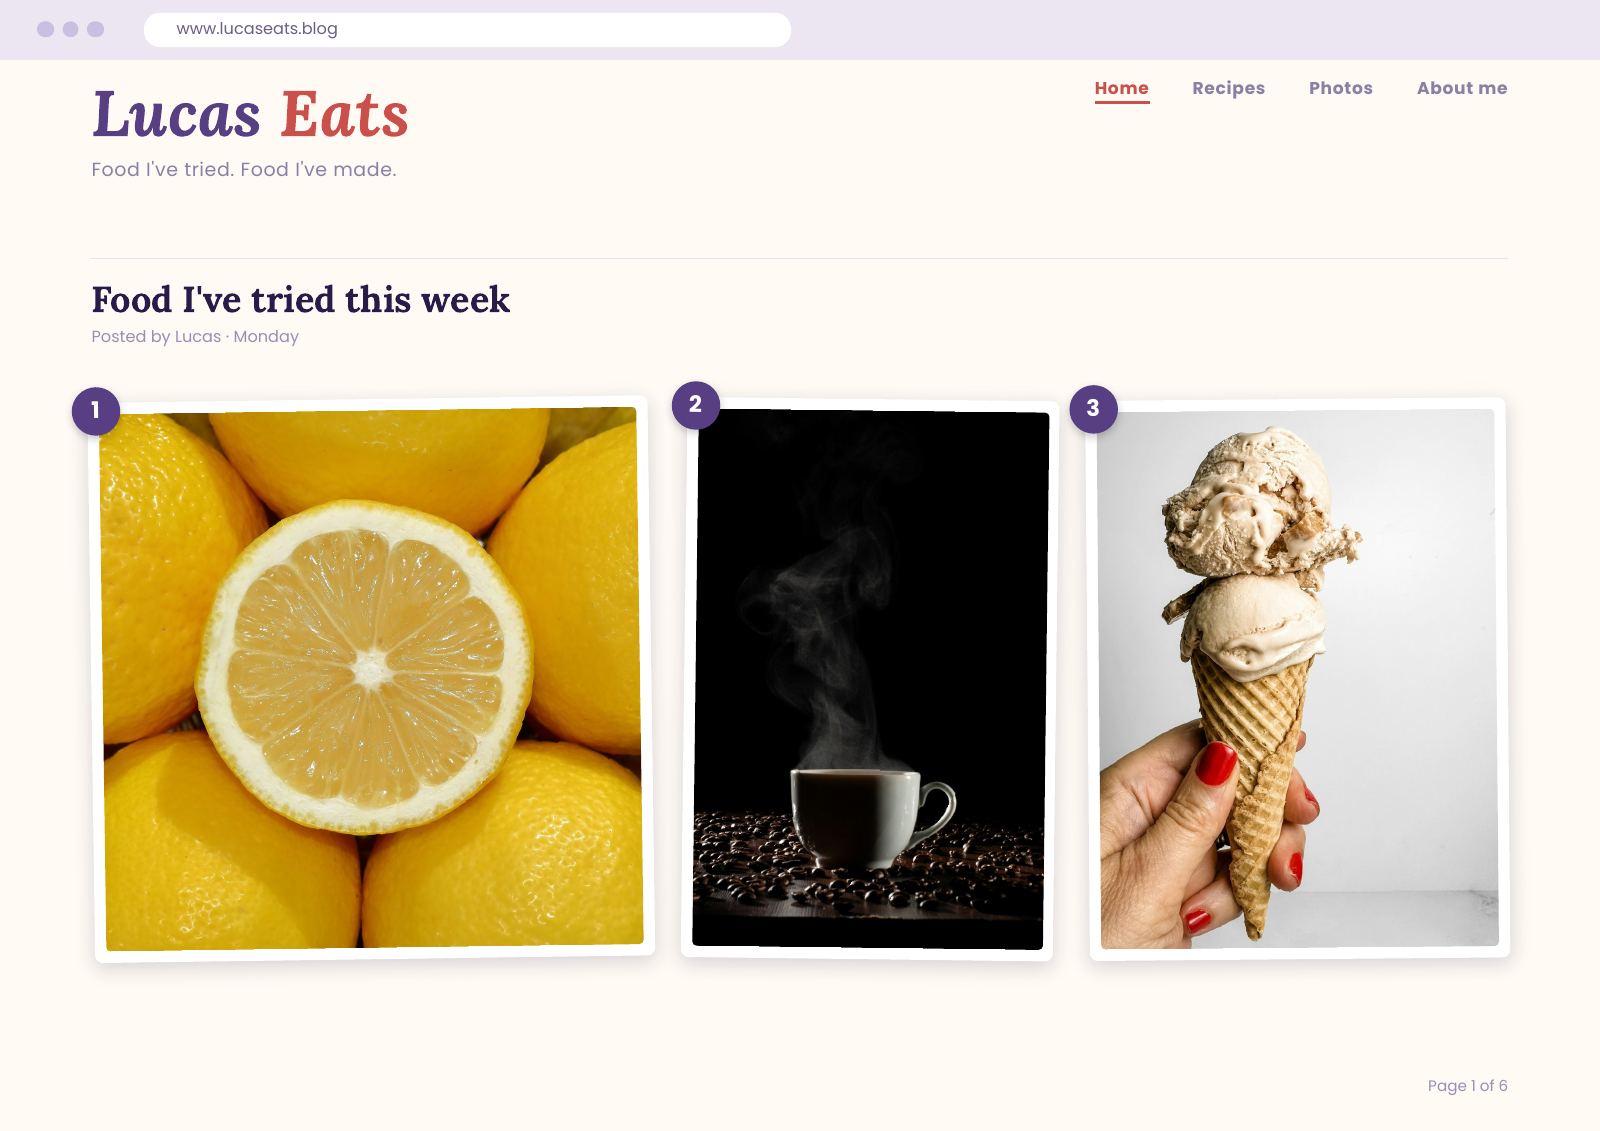 www.lucaseats.blog
Lucas Eats
Food I've tried. Food I've made.
Home Recipes Photos About me
Food I've tried this week
Posted by Lucas · Monday
1
2
3
Page 1 of 6